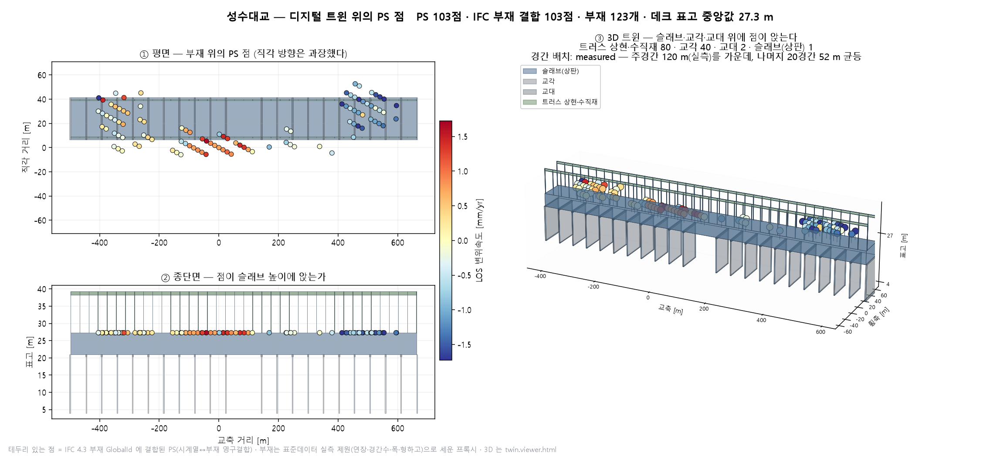 성수대교 — 디지털 트윈 위의 PS 점 PS 103점 · IFC 부재 결합 103점 · 부재 123개 · 데크 표고 중앙값 27.3 m
① 평면 — 부재 위의 PS 점 (직각 방향은 과장했다)
60
40
20
0
-20
-40
-60
직각 거리 [m]
-400
-200
0
200
400
600
② 종단면 — 점이 슬래브 높이에 앉는가
40
35
30
25
20
15
10
5
표고 [m]
-400
-200
0
200
400
600
교축 거리 [m]
1.5
1.0
0.5
0.0
-0.5
-1.0
-1.5
LOS 변위속도 [mm/yr]
③ 3D 트윈 — 슬래브·교각·교대 위에 점이 앉는다
트러스 상현·수직재 80 · 교각 40 · 교대 2 · 슬래브(상판) 1
경간 배치: measured — 주경간 120 m(실측)를 가운데, 나머지 20경간 52 m 균등
슬래브(상판)
교각
교대
트러스 상현·수직재
27
4
표고 [m]
-400
-200
0
200
400
600
교축 [m]
60
40
20
0
-20
-40
-60
횡축 [m]
테두리 있는 점 = IFC 4.3 부재 GlobalId 에 결합된 PS(시계열↔부재 영구결합) · 부재는 표준데이터 실측 제원(연장·경간수·폭·형하고)으로 세운 프록시 · 3D 는 twin.viewer.html